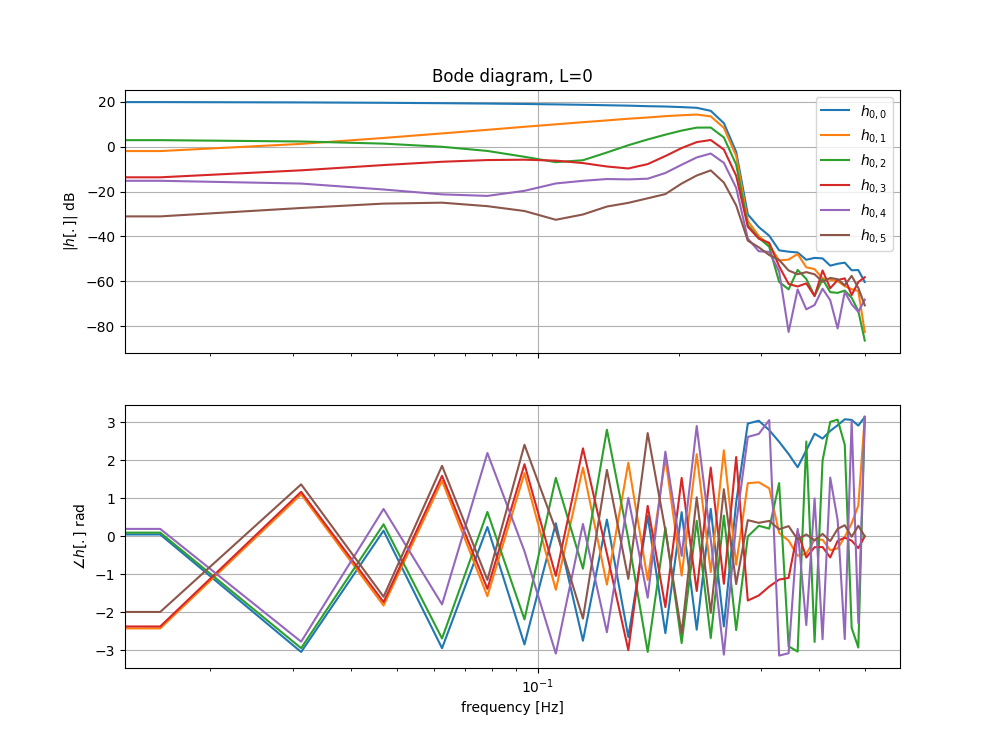 Bode diagram, L=0
|h[.]| dB
20
0
−20
−40
−60
−80
h0,0
h0,1
h0,2
h0,3
h0,4
h0,5
∠h[.] rad
3
2
1
0
−1
−2
−3
10−1
frequency [Hz]